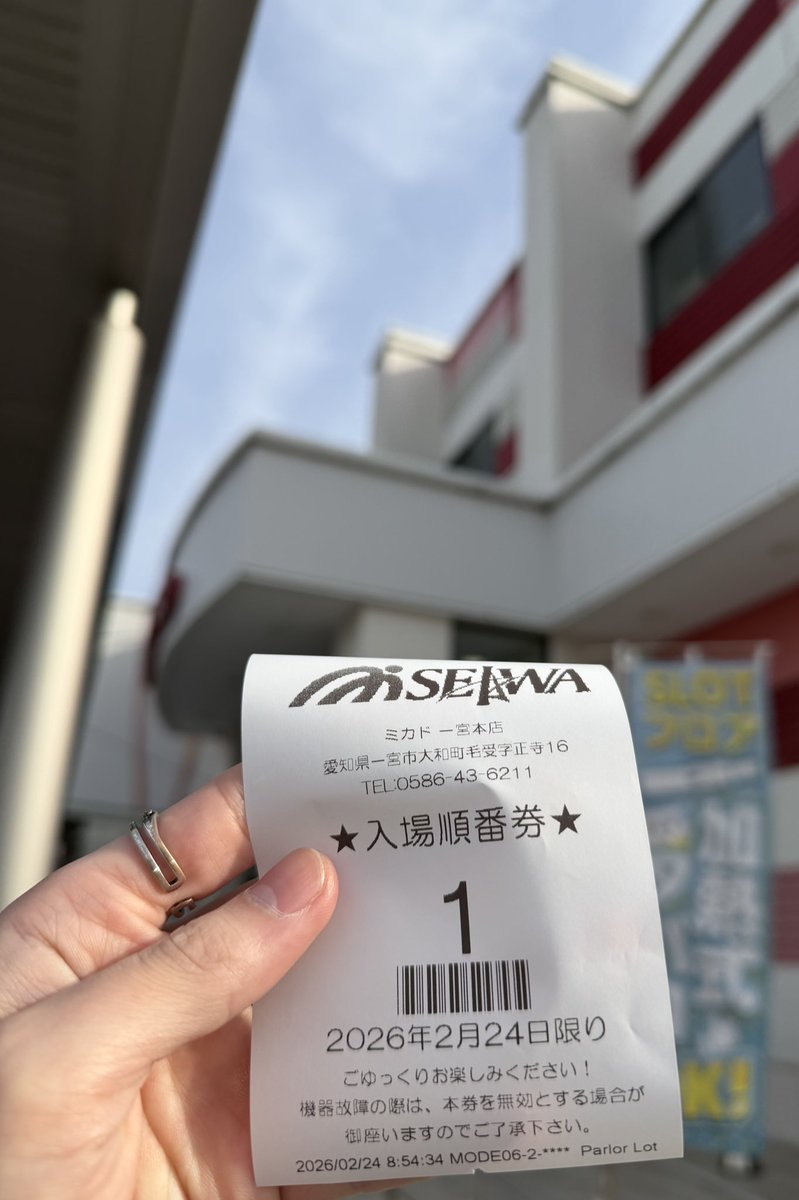 SEIWA
ミカド 一宮本店
愛知県一宮市大和町毛受字正寺16
TEL:0586-43-6211
★入場順番券★
1
2026年2月24日限り
ごゆっくりお楽しみください！
機器故障の際は、本券を無効とする場合が
御座いますのでご了承下さい。
2026/02/24 8:54:34 MODE06-2-**** Parlor Lot
SLOT
フロア
加熱式
OK!